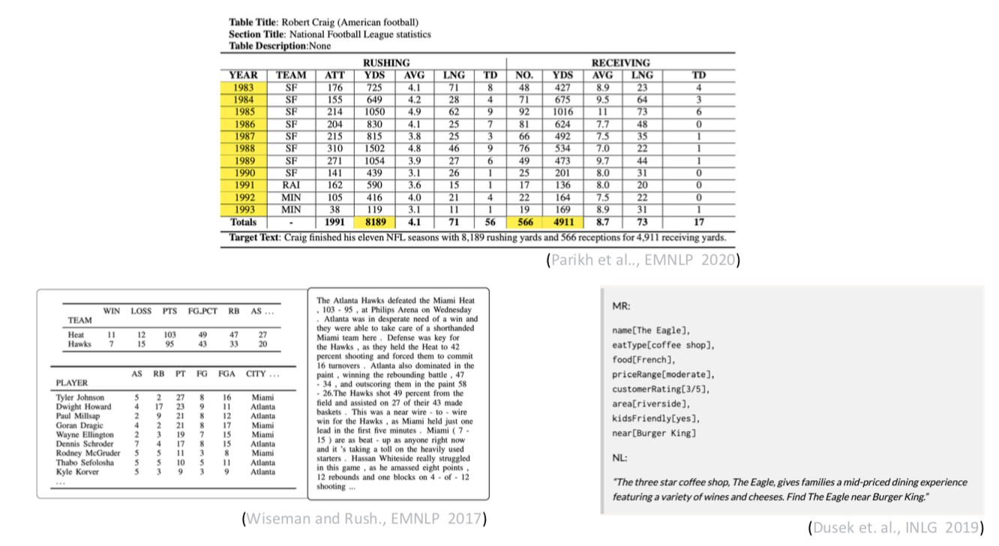 Table Title: Robert Craig (American football)
Section Title: National Football League statistics
Table Description:None
RUSHING RECEIVING
YEAR TEAM ATT YDS AVG LNG TD NO. YDS AVG LNG TD
1983 SF 176 725 4.1 71 8 48 427 8.9 23 4
1984 SF 155 649 4.2 28 4 71 675 9.5 64 3
1985 SF 214 1050 4.9 62 9 92 1016 11 73 6
1986 SF 204 830 4.1 25 7 81 624 7.7 48 0
1987 SF 215 815 3.8 25 3 66 492 7.5 35 1
1988 SF 310 1502 4.8 46 9 76 534 7.0 22 1
1989 SF 271 1054 3.9 27 6 49 473 9.7 44 1
1990 SF 141 439 3.1 26 1 25 201 8.0 31 0
1991 RAI 162 590 3.6 15 1 17 136 8.0 20 0
1992 MIN 105 416 4.0 21 4 22 164 7.5 22 0
1993 MIN 38 119 3.1 11 1 19 169 8.9 31 1
Totals - 1991 8189 4.1 71 56 566 4911 8.7 73 17
Target Text: Craig finished his eleven NFL seasons with 8,189 rushing yards and 566 receptions for 4,911 receiving yards.
(Parikh et al.., EMNLP 2020)
WIN LOSS PTS FG_PCT RB AS ...
TEAM
Heat 11 12 103 49 47 27
Hawks 7 15 95 43 33 20
AS RB PT FG FGA CITY ...
PLAYER
Tyler Johnson 5 2 27 8 16 Miami
Dwight Howard 4 17 23 9 11 Atlanta
Paul Millsap 2 9 21 8 12 Atlanta
Goran Dragic 4 2 21 8 17 Miami
Wayne Ellington 2 3 19 7 15 Miami
Dennis Schroder 7 4 17 8 15 Atlanta
Rodney McGruder 5 5 11 3 8 Miami
Thabo Sefolosha 5 5 10 5 11 Atlanta
Kyle Korver 5 3 9 3 9 Atlanta
...
The Atlanta Hawks defeated the Miami Heat
, 103 - 95 , at Philips Arena on Wednesday
. Atlanta was in desperate need of a win and
they were able to take care of a shorthanded
Miami team here . Defense was key for
the Hawks , as they held the Heat to 42
percent shooting and forced them to commit
16 turnovers . Atlanta also dominated in the
paint , winning the rebounding battle , 47
- 34 , and outscoring them in the paint 58
- 26.The Hawks shot 49 percent from the
field and assisted on 27 of their 43 made
baskets . This was a near wire - to - wire
win for the Hawks , as Miami held just one
lead in the first five minutes . Miami ( 7 -
15 ) are as beat - up as anyone right now
and it 's taking a toll on the heavily used
starters . Hassan Whiteside really struggled
in this game , as he amassed eight points ,
12 rebounds and one blocks on 4 - of - 12
shooting ...
(Wiseman and Rush., EMNLP 2017)
MR:
name[The Eagle],
eatType[coffee shop],
food[French],
priceRange[moderate],
customerRating[3/5],
area[riverside],
kidsFriendly[yes],
near[Burger King]
NL:
"The three star coffee shop, The Eagle, gives families a mid-priced dining experience
featuring a variety of wines and cheeses. Find The Eagle near Burger King."
(Dusek et. al., INLG 2019)